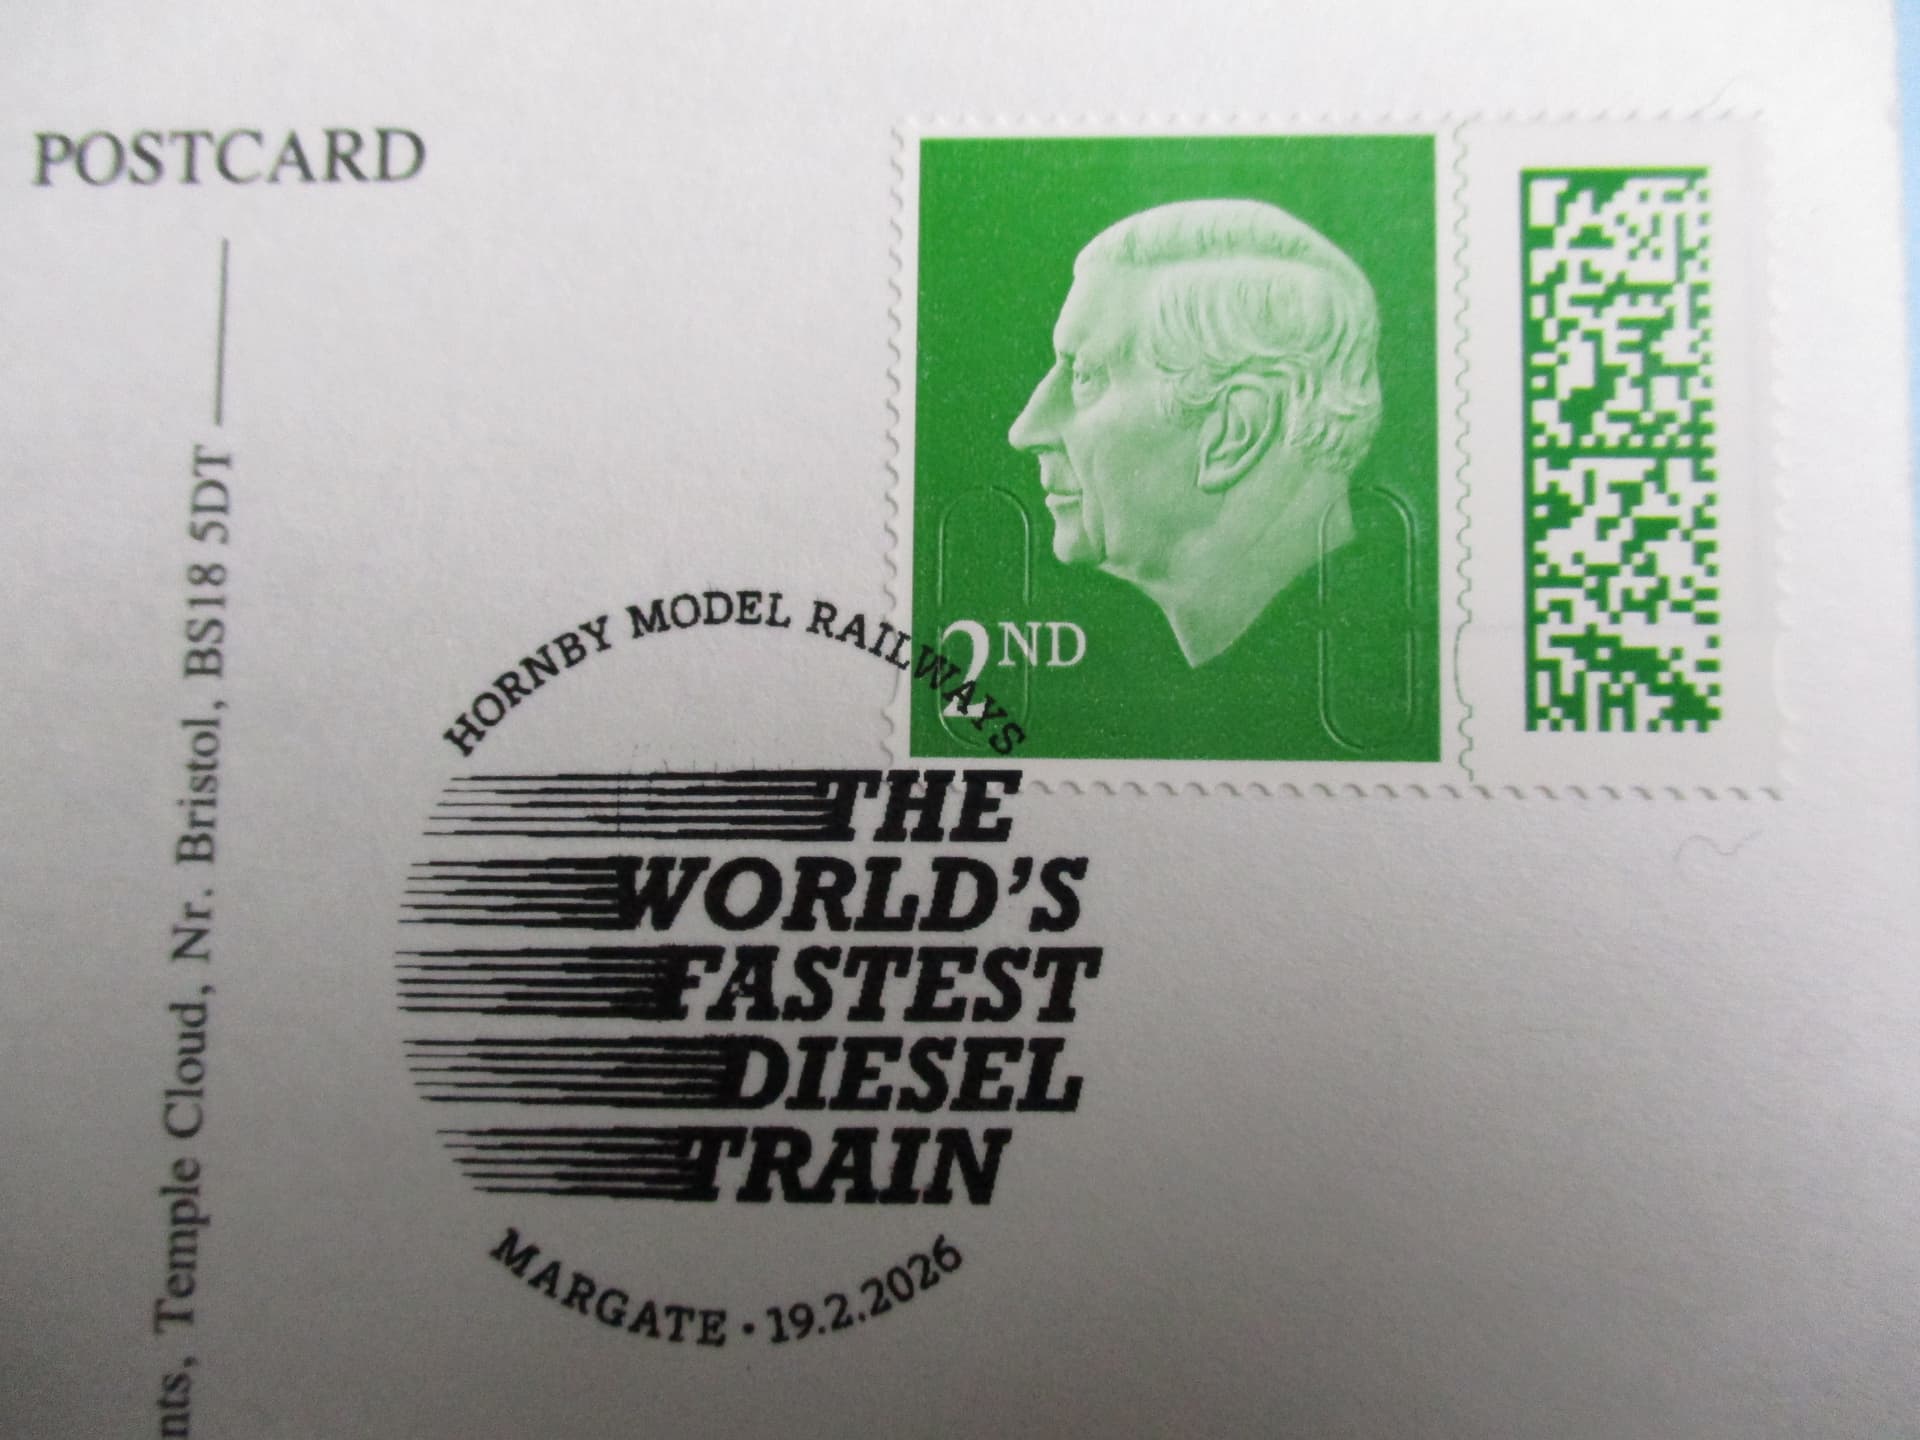 POSTCARD
nts, Temple Cloud, Nr. Bristol, BS18 5DT
2ND
HORNBY MODEL RAILWAYS
THE
WORLD'S
FASTEST
DIESEL
TRAIN
MARGATE · 19.2.2026